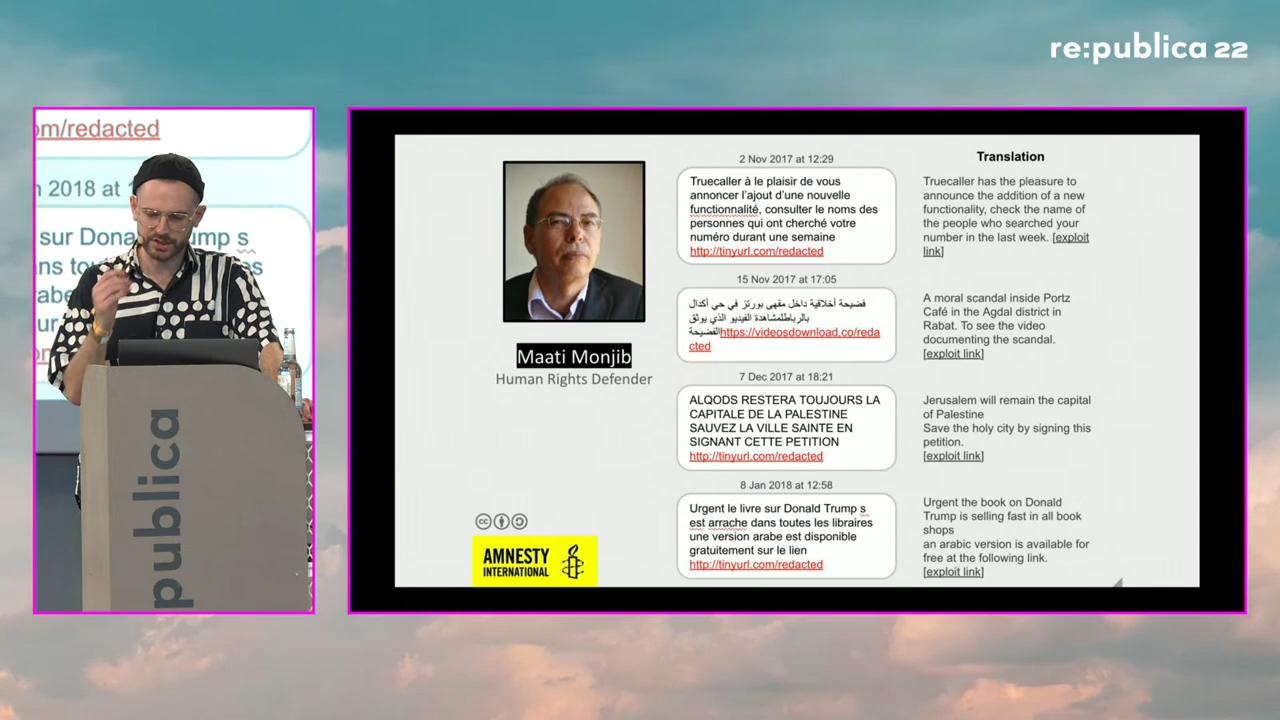 re:publica 22
om/redacted
2018 at
sur Donald Trump s
publica
Maati Monjib
Human Rights Defender
AMNESTY
INTERNATIONAL
2 Nov 2017 at 12:29
Truecaller à le plaisir de vous
annoncer l'ajout d'une nouvelle
functionnalité, consulter le noms des
personnes qui ont cherché votre
numéro durant une semaine
http://tinyurl.com/redacted
15 Nov 2017 at 17:05
فضيحة أخلاقية داخل مقهى بورتز في حي أكدال
بالرباطلمشاهدة الفيديو الذي يوثق
الفضيحةhttps://videosdownload.co/reda
cted
7 Dec 2017 at 18:21
ALQODS RESTERA TOUJOURS LA
CAPITALE DE LA PALESTINE
SAUVEZ LA VILLE SAINTE EN
SIGNANT CETTE PETITION
http://tinyurl.com/redacted
8 Jan 2018 at 12:58
Urgent le livre sur Donald Trump s
est arrache dans toutes les libraires
une version arabe est disponible
gratuitement sur le lien
http://tinyurl.com/redacted
Translation
Truecaller has the pleasure to
announce the addition of a new
functionality, check the name of
the people who searched your
number in the last week. [exploit
link]
A moral scandal inside Portz
Café in the Agdal district in
Rabat. To see the video
documenting the scandal.
[exploit link]
Jerusalem will remain the capital
of Palestine
Save the holy city by signing this
petition.
[exploit link]
Urgent the book on Donald
Trump is selling fast in all book
shops
an arabic version is available for
free at the following link.
[exploit link]